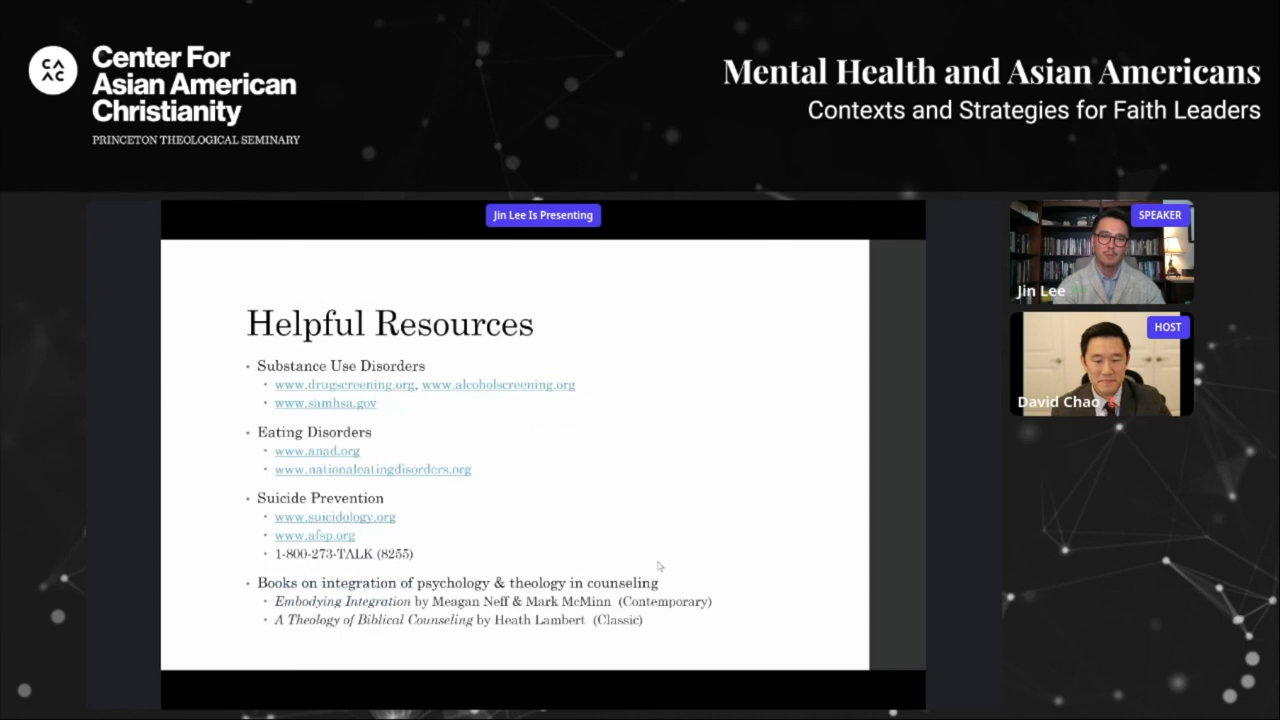 CA
AC
Center For
Asian American
Christianity
PRINCETON THEOLOGICAL SEMINARY
Mental Health and Asian Americans
Contexts and Strategies for Faith Leaders
Jin Lee Is Presenting
Helpful Resources
• Substance Use Disorders
• www.drugscreening.org, www.alcoholscreening.org
• www.samhsa.gov
• Eating Disorders
• www.anad.org
• www.nationaleatingdisorders.org
• Suicide Prevention
• www.suicidology.org
• www.afsp.org
• 1-800-273-TALK (8255)
• Books on integration of psychology & theology in counseling
• Embodying Integration by Meagan Neff & Mark McMinn (Contemporary)
• A Theology of Biblical Counseling by Heath Lambert (Classic)
SPEAKER
Jin Lee
HOST
David Chao